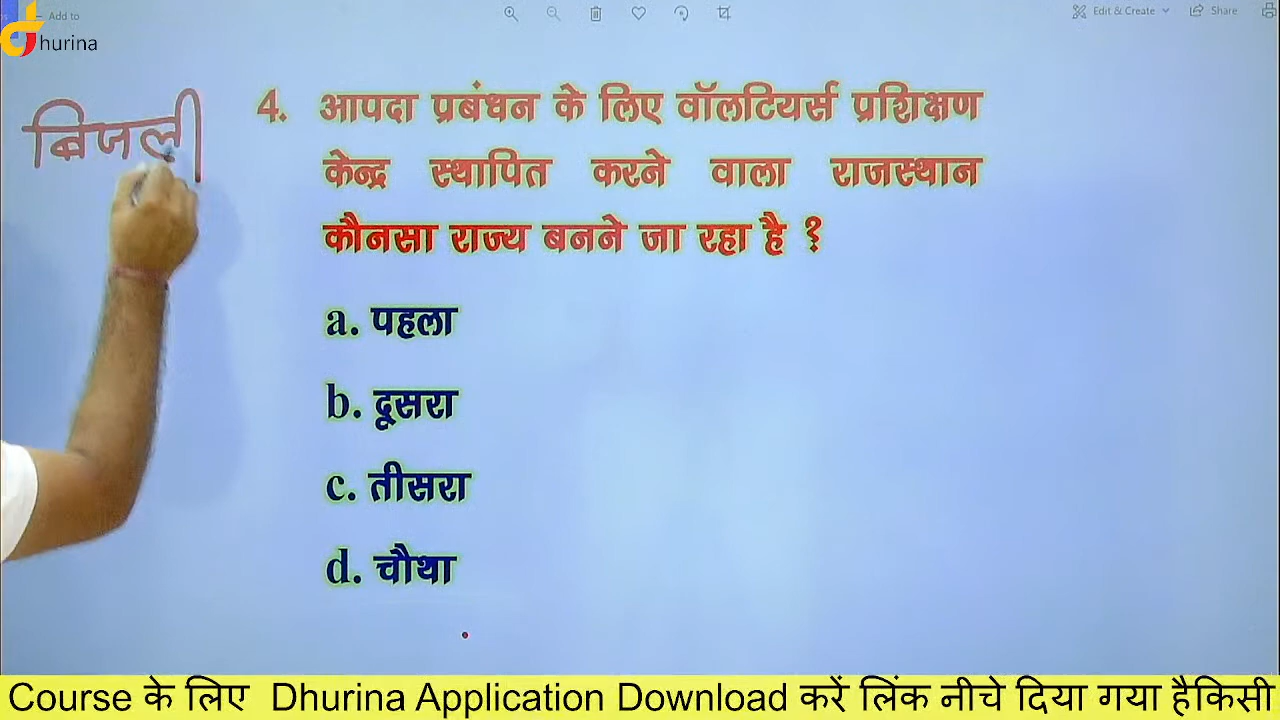 Add to
Edit & Create
Share
hurina
बिजली
4. आपदा प्रबंधन के लिए वॉलटियर्स प्रशिक्षण
केन्द्र स्थापित करने वाला राजस्थान
कौनसा राज्य बनने जा रहा है ?
a. पहला
b. दूसरा
c. तीसरा
d. चौथा
Course के लिए Dhurina Application Download करें लिंक नीचे दिया गया हैकिसी